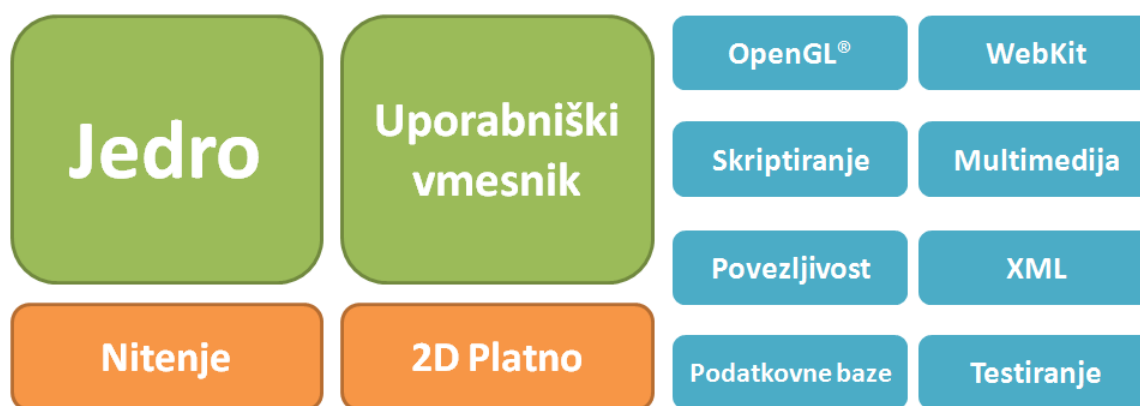 Jedro
Uporabniški
vmesnik
OpenGL®
WebKit
Skriptiranje
Multimedija
Povezljivost
XML
Nitenje
2D Platno
Podatkovne baze
Testiranje